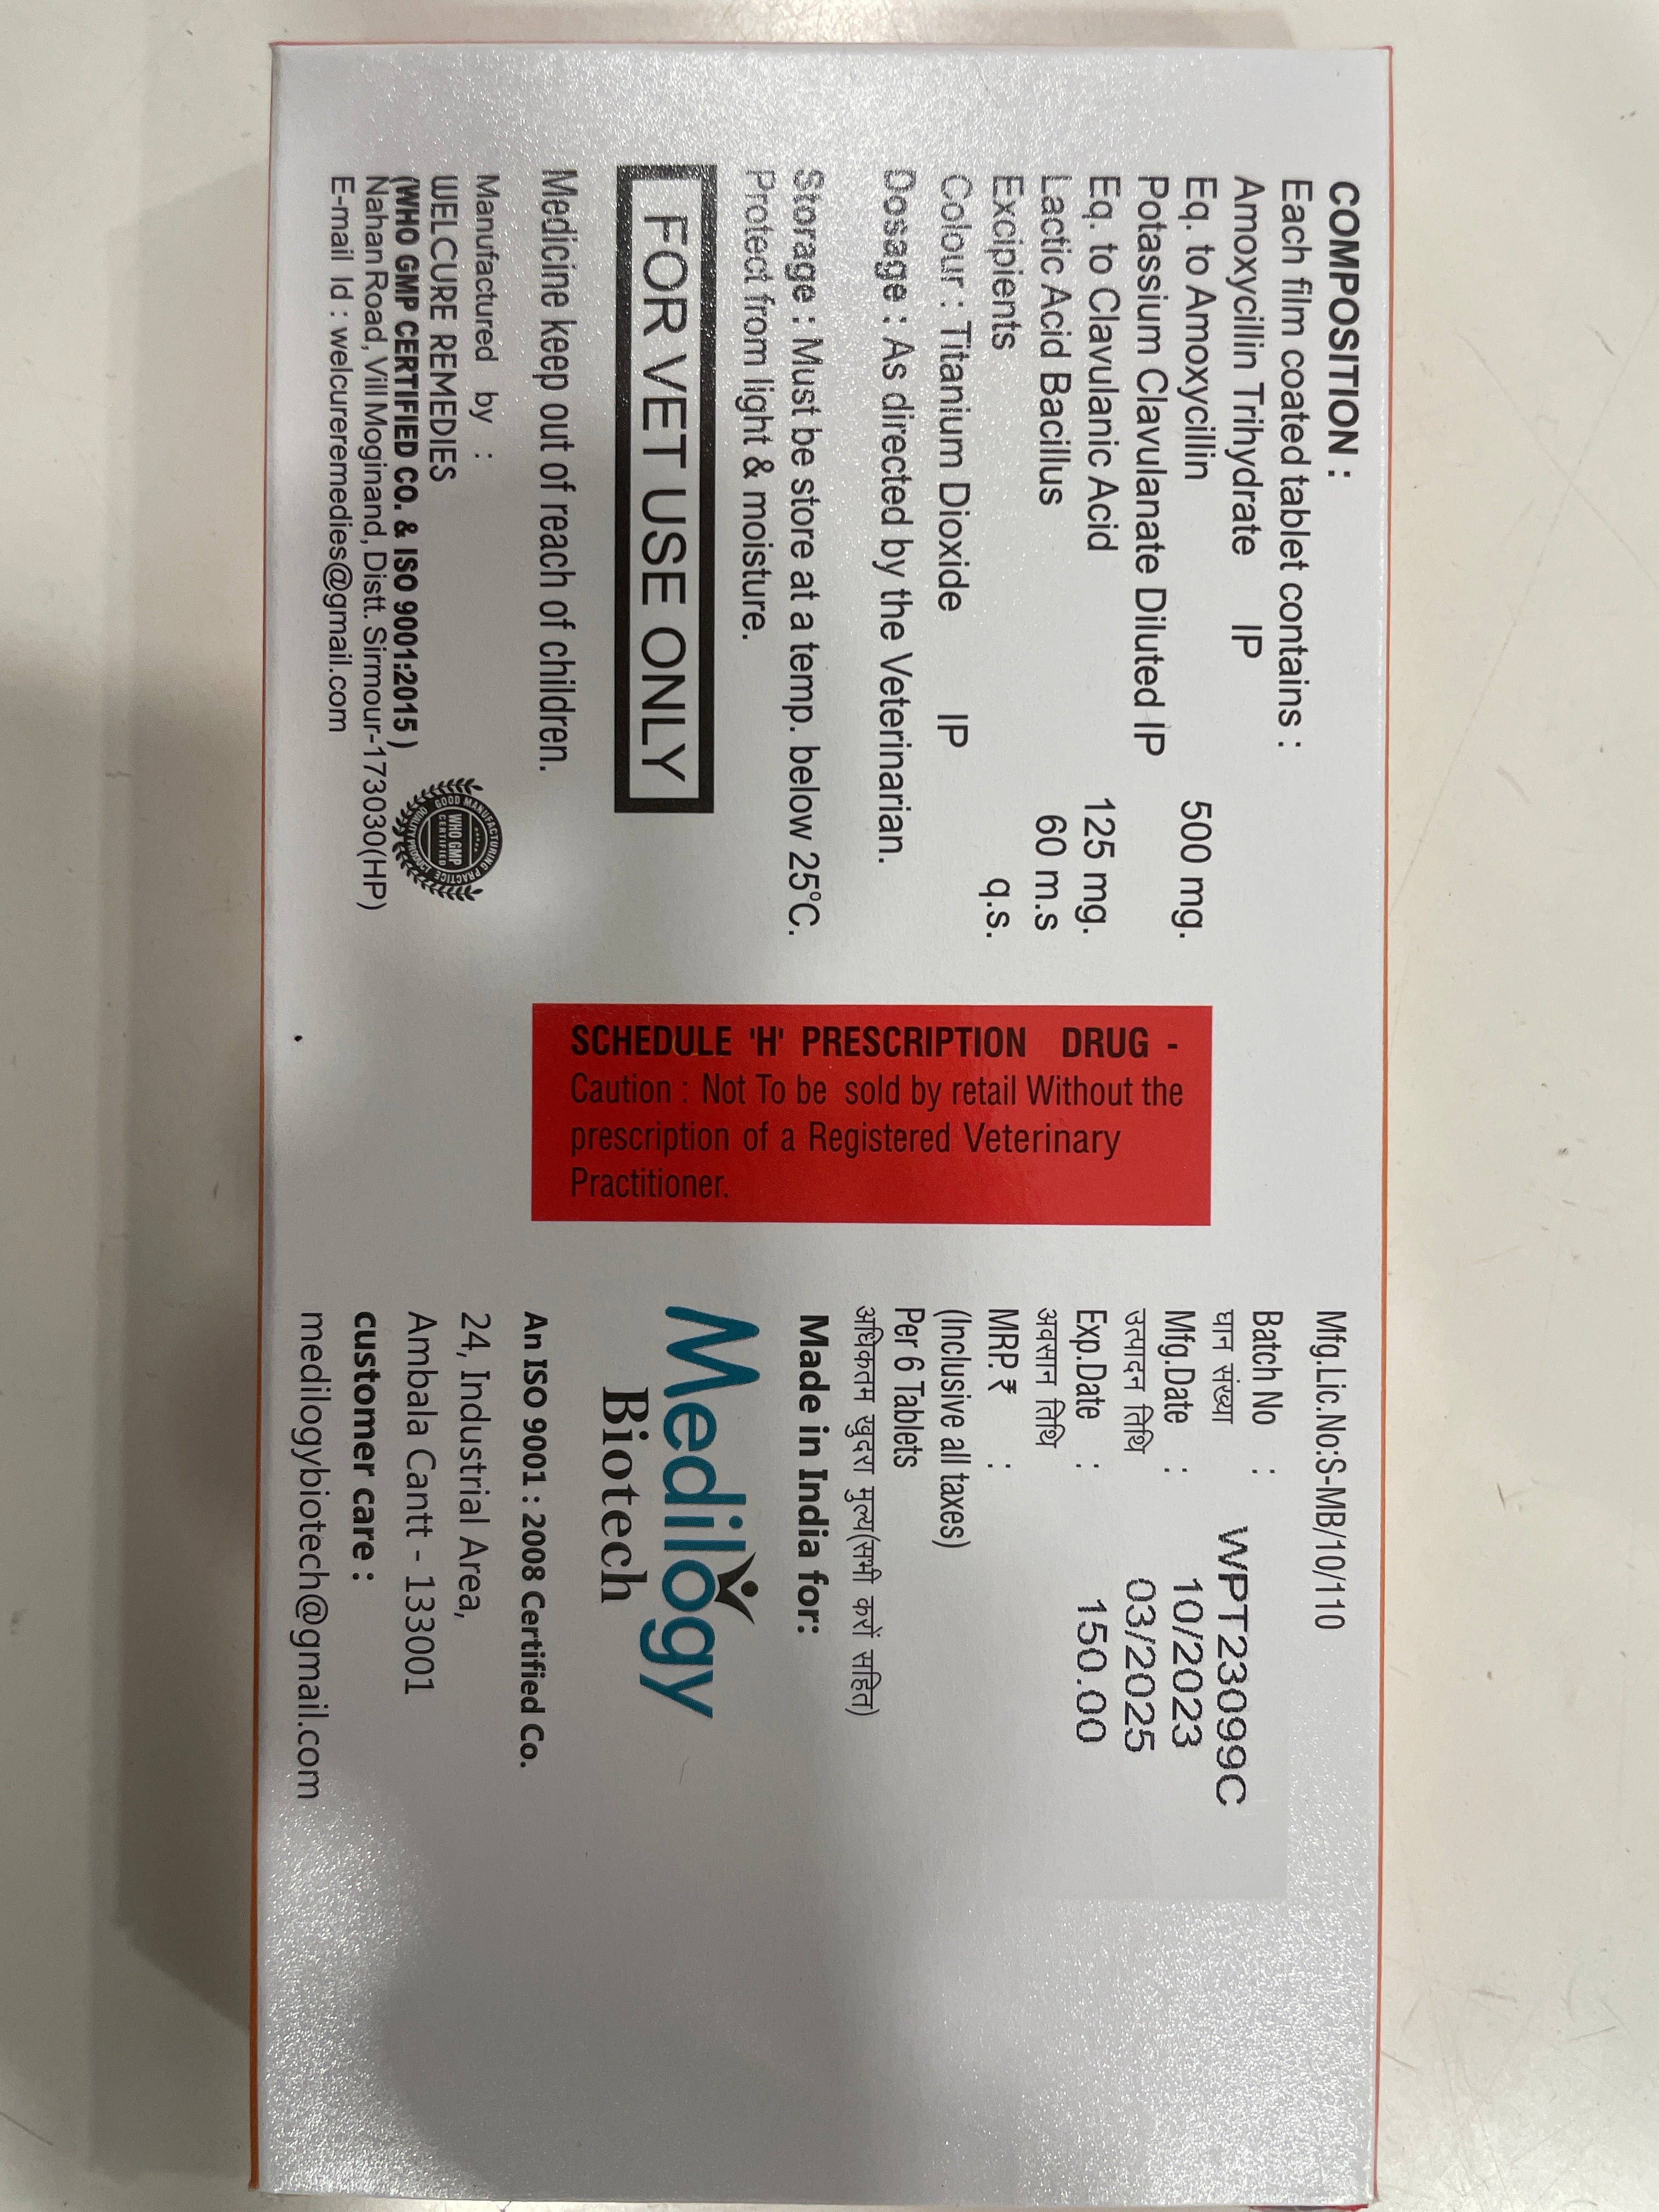 COMPOSITION :
Each film coated tablet contains :
Amoxycillin Trihydrate IP
Eq. to Amoxycillin 500 mg.
Potassium Clavulanate Diluted IP
Eq. to Clavulanic Acid 125 mg.
Lactic Acid Bacillus 60 m.s
Excipients q.s.
Colour : Titanium Dioxide IP
Dosage : As directed by the Veterinarian.
Storage : Must be store at a temp. below 25°C.
Protect from light & moisture.
FOR VET USE ONLY
Medicine keep out of reach of children.
Manufactured by :
WELCURE REMEDIES
(WHO GMP CERTIFIED CO. & ISO 9001:2015)
Nahan Road, Vill Moginand, Distt. Sirmour-173030(HP)
E-mail Id : welcureremedies@gmail.com
GOOD MANUFACTURING PRACTICE
WHO GMP
CERTIFIED
SCHEDULE 'H' PRESCRIPTION DRUG -
Caution : Not To be sold by retail Without the
prescription of a Registered Veterinary
Practitioner.
Mfg.Lic.No:S-MB/10/110
Batch No :
घान संख्या WPT23099C
Mfg.Date : 10/2023
उत्पादन तिथि 03/2025
Exp.Date : 150.00
अवसान तिथि
MRP.₹ :
(Inclusive all taxes)
Per 6 Tablets
अधिकतम खुदरा मुल्य(सभी करों सहित)
Made in India for:
Medilogy
Biotech
An ISO 9001 : 2008 Certified Co.
24, Industrial Area,
Ambala Cantt - 133001
customer care :
medilogybiotech@gmail.com